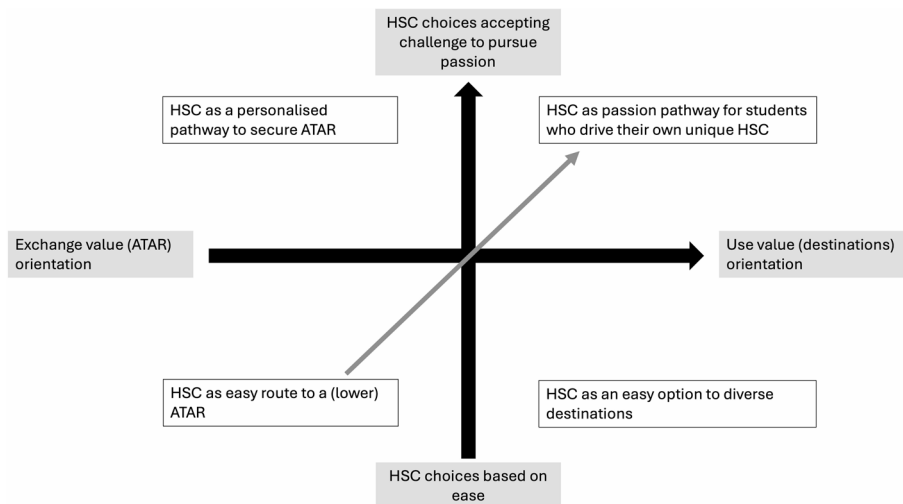 HSC choices accepting
challenge to pursue
passion
HSC as a personalised
pathway to secure ATAR
HSC as passion pathway for students
who drive their own unique HSC
Exchange value (ATAR)
orientation
Use value (destinations)
orientation
HSC as easy route to a (lower)
ATAR
HSC as an easy option to diverse
destinations
HSC choices based on
ease